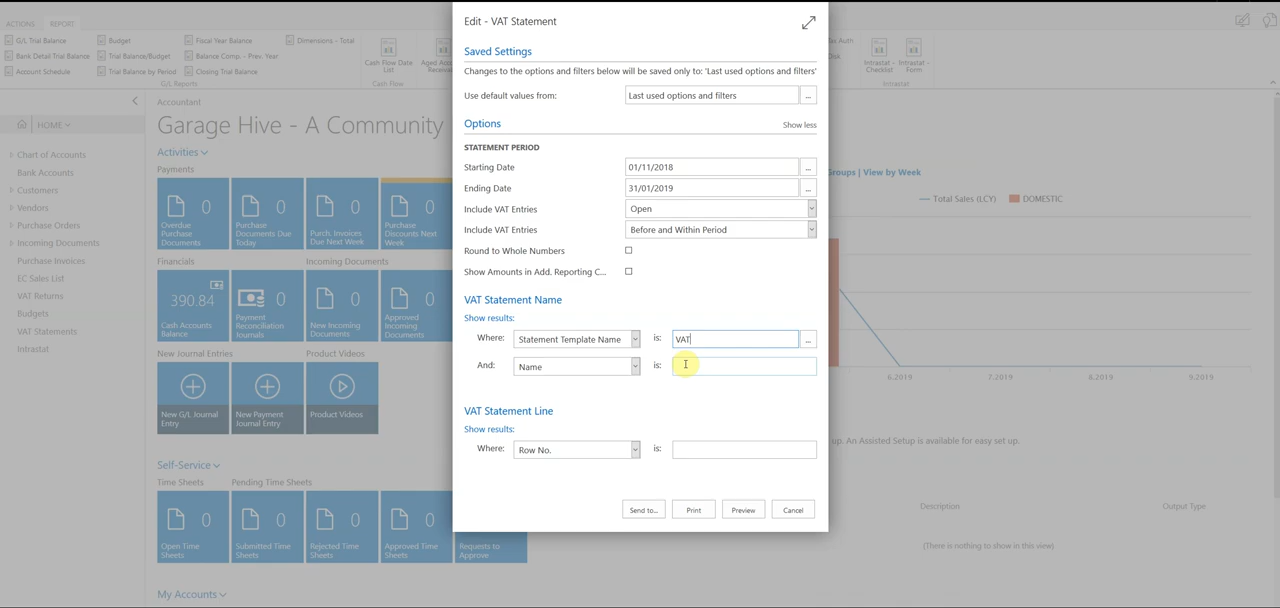 ACTIONS REPORT
G/L Trial Balance
Bank Detail Trial Balance
Account Schedule
Budget
Trial Balance/Budget
Trial Balance by Period
Fiscal Year Balance
Balance Comp. - Prev. Year
Closing Trial Balance
Dimensions - Total
G/L Reports
Cash Flow Date
List
Cash Flow
Aged Acc
Receiva
Intrastat -
Checklist
Intrastat -
Form
Intrastat
HOME
Chart of Accounts
Bank Accounts
Customers
Vendors
Purchase Orders
Incoming Documents
Purchase Invoices
EC Sales List
VAT Returns
Budgets
VAT Statements
Intrastat
Accountant
Garage Hive - A Community
Activities
Payments
0
Overdue
Purchase
Documents
0
Purchase
Documents Due
Today
0
Purch. Invoices
Due Next Week
0
Purchase
Discounts Next
Week
Financials
Incoming Documents
390.84
Cash Accounts
Balance
0
Payment
Reconciliation
Journals
0
New Incoming
Documents
0
Approved
Incoming
Documents
New Journal Entries
Product Videos
New G/L Journal
Entry
New Payment
Journal Entry
Product Videos
Self-Service
Time Sheets
Pending Time Sheets
0
Open Time
Sheets
0
Submitted Time
Sheets
0
Rejected Time
Sheets
0
Approved Time
Sheets
Requests to
Approve
My Accounts
Edit - VAT Statement
Saved Settings
Changes to the options and filters below will be saved only to: 'Last used options and filters'
Use default values from: Last used options and filters ...
Options Show less
STATEMENT PERIOD
Starting Date 01/11/2018 ...
Ending Date 31/01/2019 ...
Include VAT Entries Open
Include VAT Entries Before and Within Period
Round to Whole Numbers
Show Amounts in Add. Reporting C...
VAT Statement Name
Show results:
Where: Statement Template Name is: VAT ...
And: Name is:
VAT Statement Line
Show results:
Where: Row No. is:
Send to... Print Preview Cancel
Groups | View by Week
Total Sales (LCY) DOMESTIC
6.2019 7.2019 8.2019 9.2019
up. An Assisted Setup is available for easy set up.
Description Output Type
(There is nothing to show in this view)